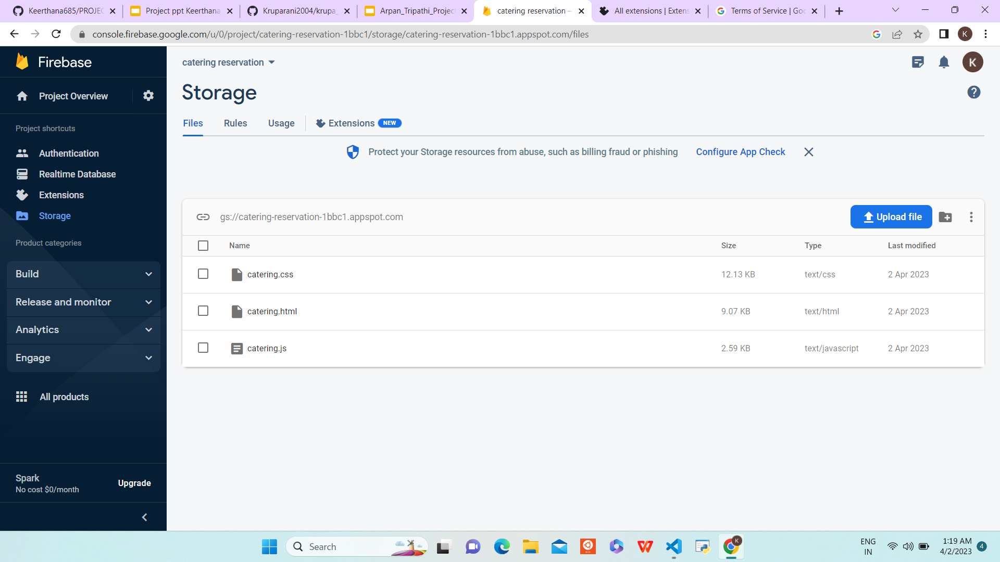 Keerthana685/PROJEC
Project ppt Keerthana
Kruparani2004/krupa_
Arpan_Tripathi_Project
catering reservation –
All extensions | Extens
Terms of Service | Goo
console.firebase.google.com/u/0/project/catering-reservation-1bbc1/storage/catering-reservation-1bbc1.appspot.com/files
K
Firebase
catering reservation
K
Project Overview
Storage
Project shortcuts
Files Rules Usage Extensions NEW
Authentication
Protect your Storage resources from abuse, such as billing fraud or phishing Configure App Check
Realtime Database
Extensions
Storage
gs://catering-reservation-1bbc1.appspot.com
Upload file
Product categories
Name Size Type Last modified
Build
catering.css 12.13 KB text/css 2 Apr 2023
Release and monitor
catering.html 9.07 KB text/html 2 Apr 2023
Analytics
catering.js 2.59 KB text/javascript 2 Apr 2023
Engage
All products
Spark
No cost $0/month
Upgrade
Search
K
ENG
IN
1:19 AM
4/2/2023
4